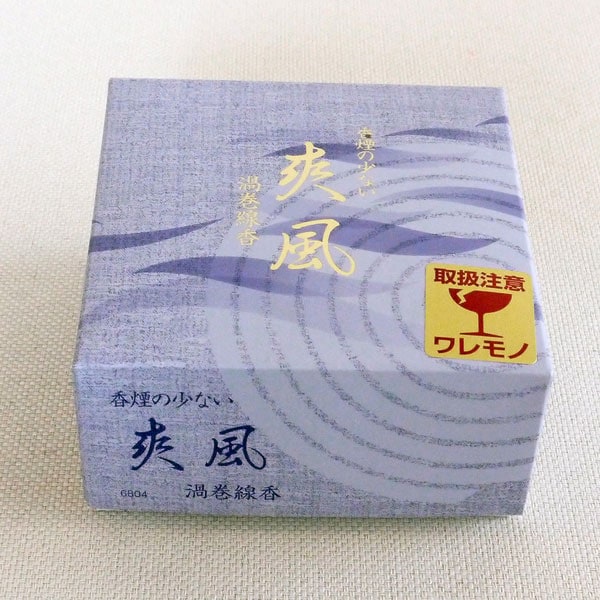 香煙の少ない
爽風
渦巻線香
取扱注意
ワレモノ
香煙の少ない
爽風
6804
渦巻線香